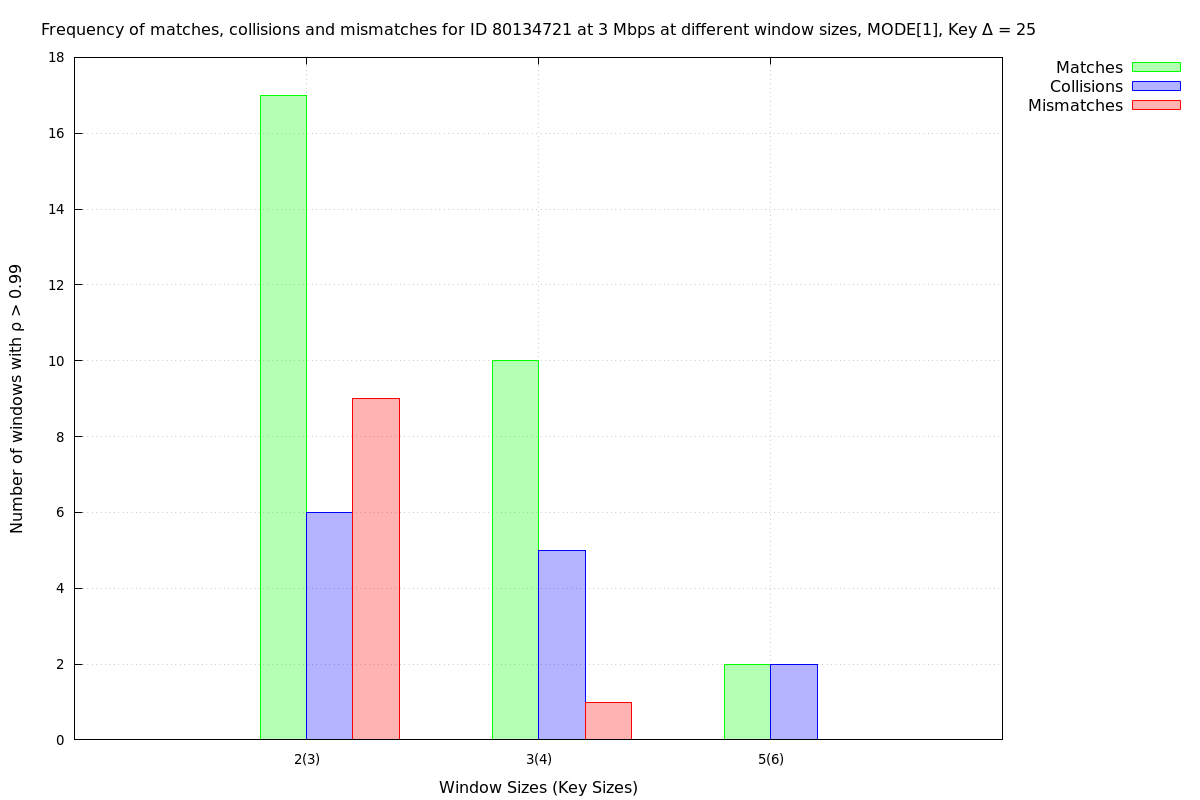 Frequency of matches, collisions and mismatches for ID 80134721 at 3 Mbps at different window sizes, MODE[1], Key Δ = 25
Matches
Collisions
Mismatches
Number of windows with ρ > 0.99
18
16
14
12
10
8
6
4
2
0
2(3)
3(4)
5(6)
Window Sizes (Key Sizes)